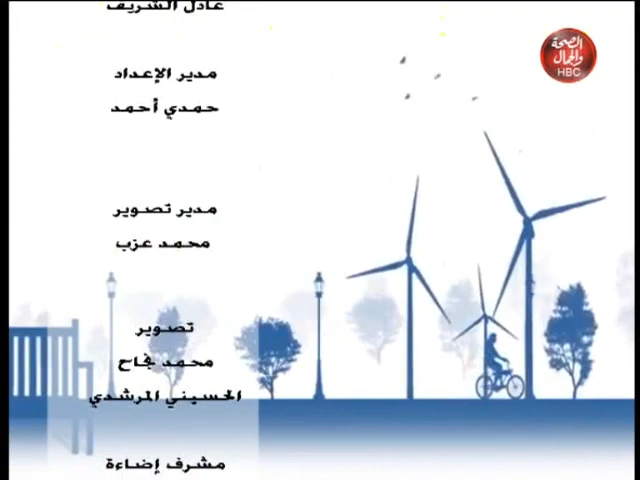 عادل الشريف
الصحة
والجمال
HBC
مدير الإعداد
حمدي أحمد
مدير تصوير
محمد عزب
تصوير
محمد نجاح
الحسيني المرشدي
مشرف إضاءة